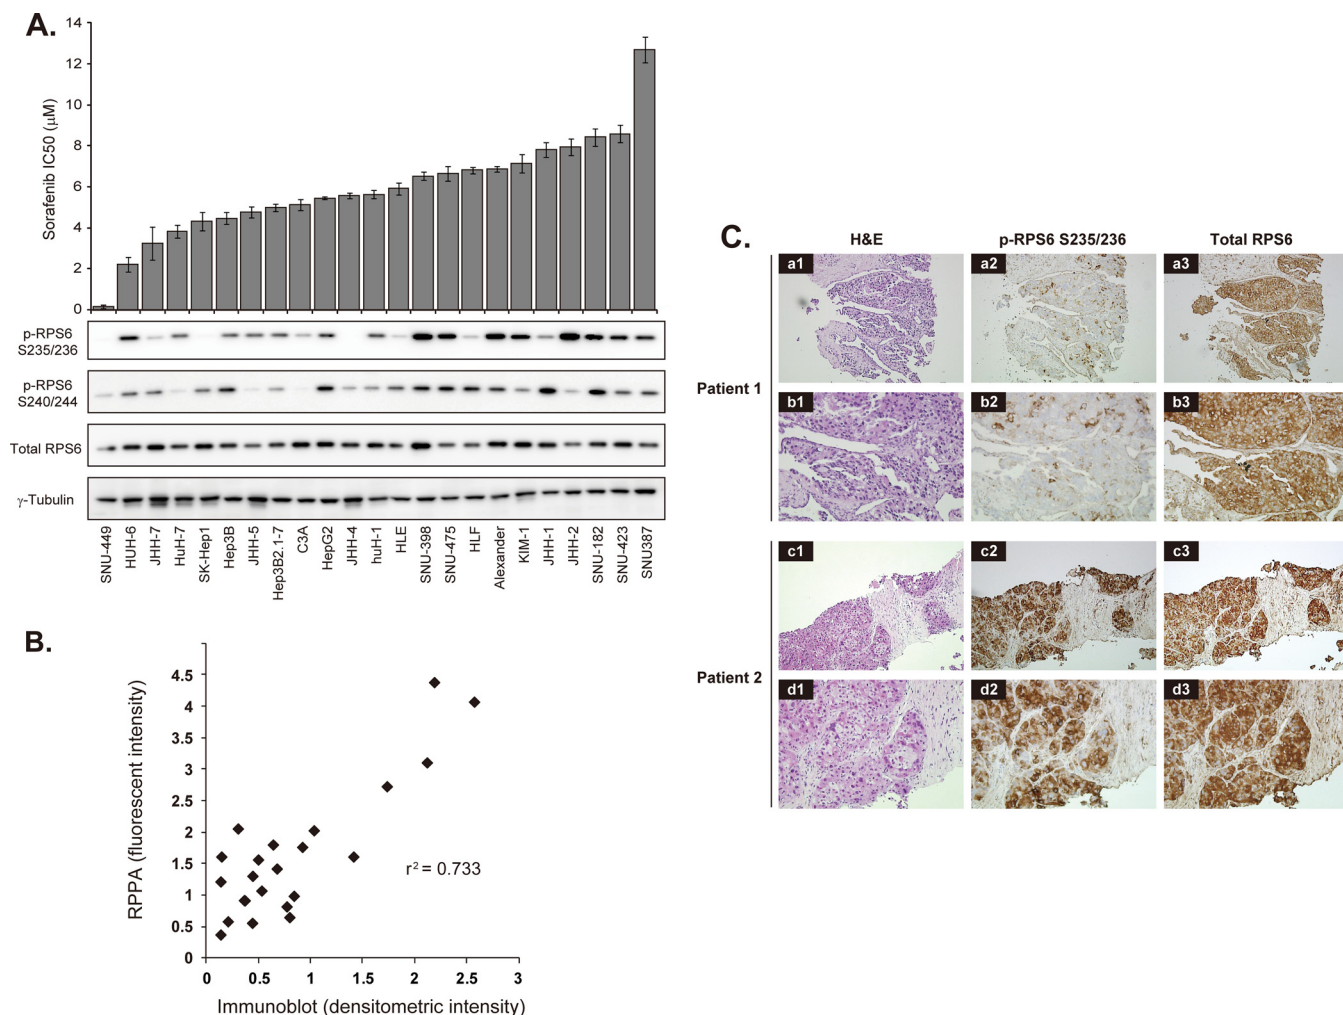 A.
Sorafenib IC50 (μM)
14
12
10
8
6
4
2
0
p-RPS6
S235/236
p-RPS6
S240/244
Total RPS6
γ-Tubulin
SNU-449
HUH-6
JHH-7
HuH-7
SK-Hep1
Hep3B
JHH-5
Hep3B2.1-7
C3A
HepG2
JHH-4
huH-1
HLE
SNU-398
SNU-475
HLF
Alexander
KIM-1
JHH-1
JHH-2
SNU-182
SNU-423
SNU387
B.
RPPA (fluorescent intensity)
4.5
4
3.5
3
2.5
2
1.5
1
0.5
0
r² = 0.733
0 0.5 1 1.5 2 2.5 3
Immunoblot (densitometric intensity)
C.
H&E p-RPS6 S235/236 Total RPS6
Patient 1
a1 a2 a3
b1 b2 b3
Patient 2
c1 c2 c3
d1 d2 d3